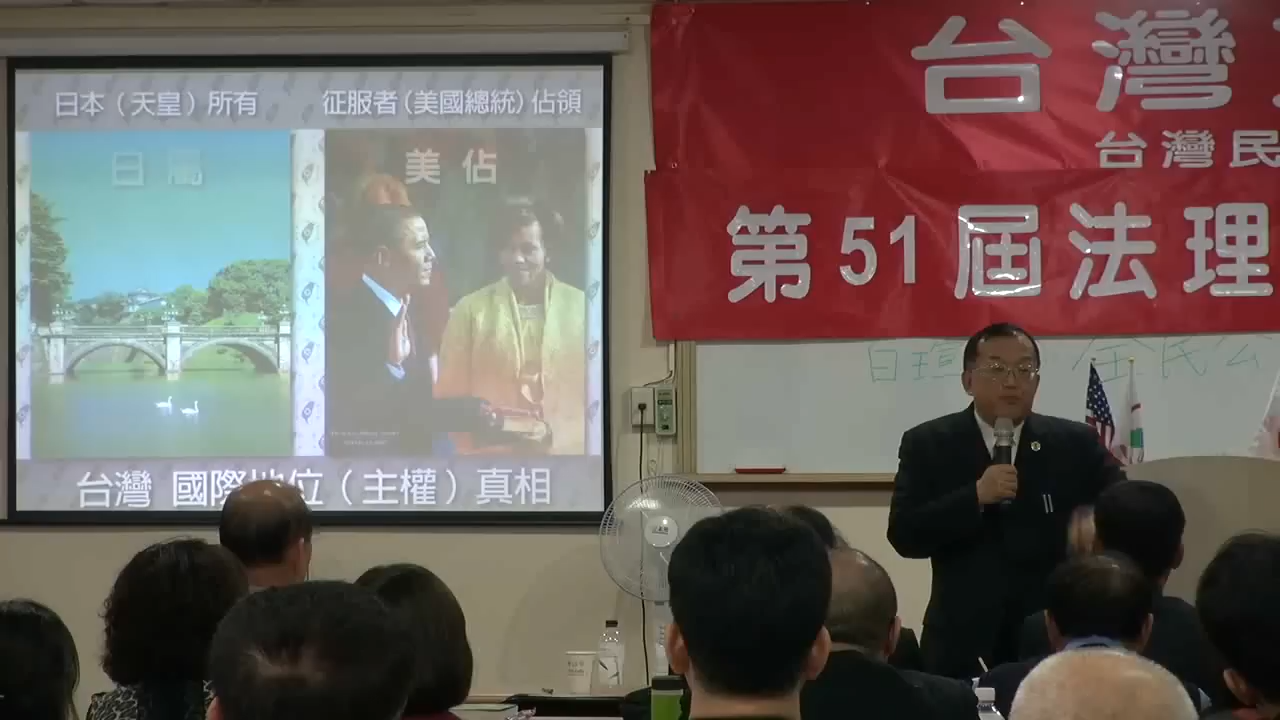 日本（天皇）所有
征服者（美國總統）佔領
日屬
美 佔
台灣 國際地位（主權）真相
台灣
台灣民
第51屆法理